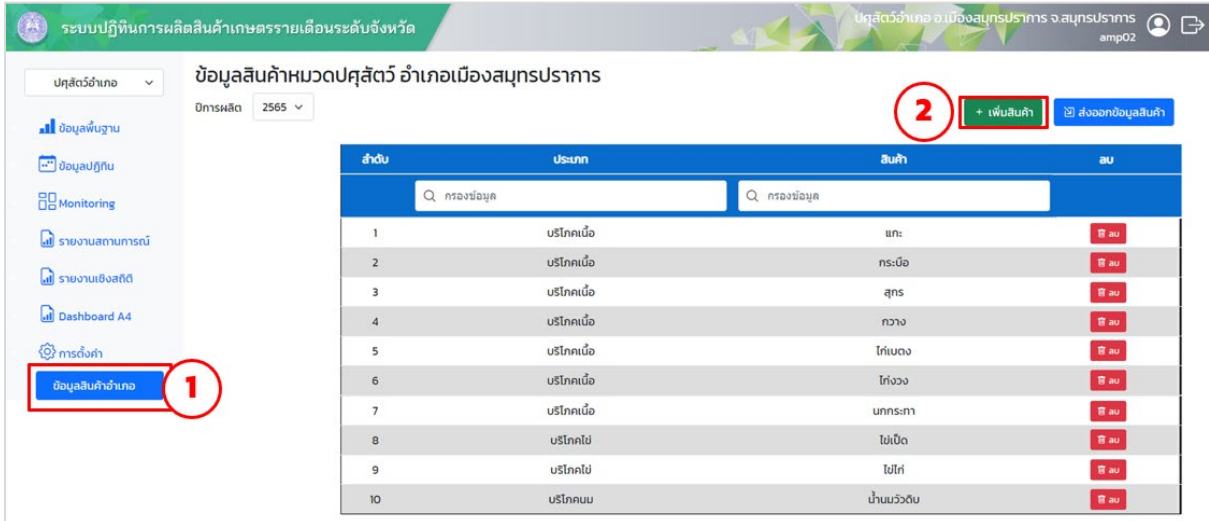 ระบบปฏิทินการผลิตสินค้าเกษตรรายเดือนระดับจังหวัด
ปศุสัตว์อำเภอ อ.เมืองสมุทรปราการ จ.สมุทรปราการ
amp02
ปศุสัตว์อำเภอ
ข้อมูลพื้นฐาน
ข้อมูลปฏิทิน
Monitoring
รายงานสถานการณ์
รายงานเชิงสถิติ
Dashboard A4
การตั้งค่า
ข้อมูลสินค้าอำเภอ
1
ข้อมูลสินค้าหมวดปศุสัตว์ อำเภอเมืองสมุทรปราการ
ปีการผลิต 2565
2 + เพิ่มสินค้า ส่งออกข้อมูลสินค้า
ลำดับ ประเภท สินค้า ลบ
กรองข้อมูล กรองข้อมูล
1 บริโภคเนื้อ แกะ ลบ
2 บริโภคเนื้อ กระบือ ลบ
3 บริโภคเนื้อ สุกร ลบ
4 บริโภคเนื้อ กวาง ลบ
5 บริโภคเนื้อ ไก่เบตง ลบ
6 บริโภคเนื้อ ไก่งวง ลบ
7 บริโภคเนื้อ นกกระทา ลบ
8 บริโภคไข่ ไข่เป็ด ลบ
9 บริโภคไข่ ไข่ไก่ ลบ
10 บริโภคนม น้ำนมวัวดิบ ลบ